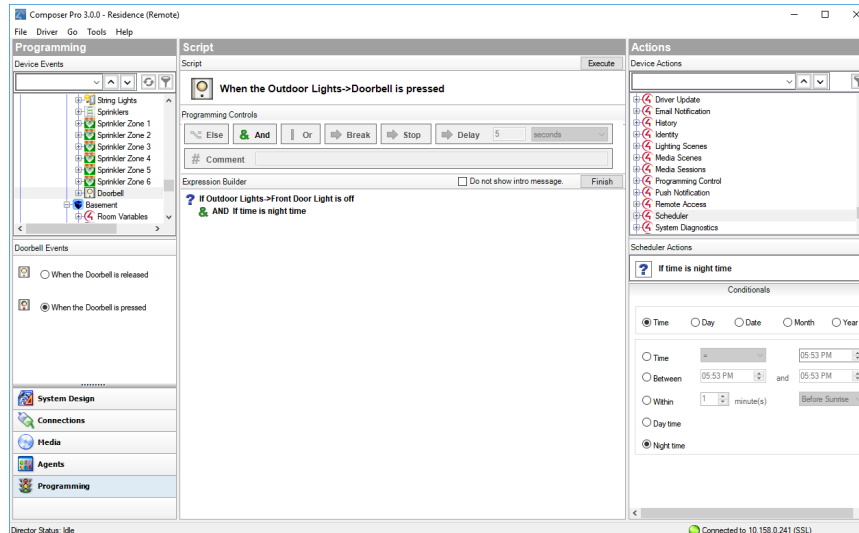 Composer Pro 3.0.0 - Residence (Remote)
File Driver Go Tools Help
Programming
Device Events
String Lights
Sprinklers
Sprinkler Zone 1
Sprinkler Zone 2
Sprinkler Zone 3
Sprinkler Zone 4
Sprinkler Zone 5
Sprinkler Zone 6
Doorbell
Basement
Room Variables
Doorbell Events
When the Doorbell is released
When the Doorbell is pressed
System Design
Connections
Media
Agents
Programming
Script
Script Execute
When the Outdoor Lights->Doorbell is pressed
Programming Controls
Else & And Or Break Stop Delay 5 seconds
# Comment
Expression Builder Do not show intro message. Finish
? If Outdoor Lights->Front Door Light is off
& AND If time is night time
Actions
Device Actions
Driver Update
Email Notification
History
Identity
Lighting Scenes
Media Scenes
Media Sessions
Programming Control
Push Notification
Remote Access
Scheduler
System Diagnostics
Scheduler Actions
? If time is night time
Conditionals
Time Day Date Month Year
Time = 05:53 PM
Between 05:53 PM and 05:53 PM
Within 1 minute(s) Before Sunrise
Day time
Night time
Director Status: Idle
Connected to 10.158.0.241 (SSL)